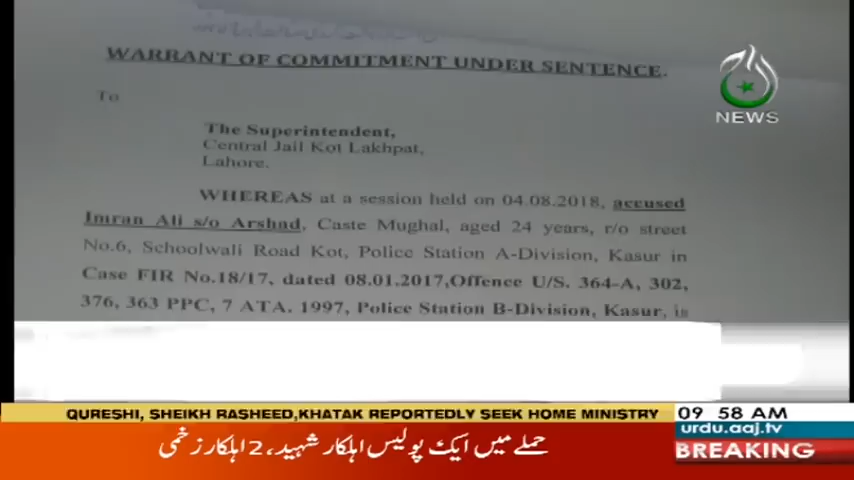 WARRANT OF COMMITMENT UNDER SENTENCE.
To
The Superintendent,
Central Jail Kot Lakhpat,
Lahore.
WHEREAS at a session held on 04.08.2018, accused
Imran Ali s/o Arshad, Caste Mughal, aged 24 years, r/o street
No.6, Schoolwali Road Kot, Police Station A-Division, Kasur in
Case FIR No.18/17, dated 08.01.2017,Offence U/S. 364-A, 302,
376, 363 PPC, 7 ATA. 1997, Police Station B-Division, Kasur, is
NEWS
QURESHI, SHEIKH RASHEED,KHATAK REPORTEDLY SEEK HOME MINISTRY
09 58 AM
urdu.aaj.tv
حملے میں ایک پولیس اہلکار شہید، 2 اہلکار زخمی
BREAKING